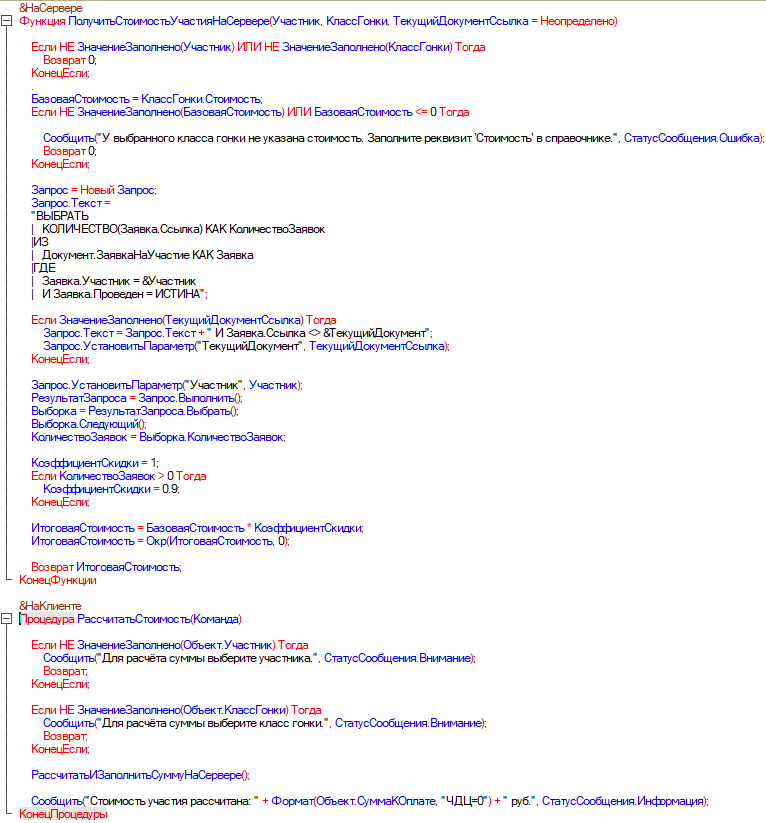 &НаСервере
Функция ПолучитьСтоимостьУчастияНаСервере(Участник, КлассГонки, ТекущийДокументСсылка = Неопределено)
Если НЕ ЗначениеЗаполнено(Участник) ИЛИ НЕ ЗначениеЗаполнено(КлассГонки) Тогда
Возврат 0;
КонецЕсли;
.
БазоваяСтоимость = КлассГонки.Стоимость;
Если НЕ ЗначениеЗаполнено(БазоваяСтоимость) ИЛИ БазоваяСтоимость <= 0 Тогда
Сообщить("У выбранного класса гонки не указана стоимость. Заполните реквизит 'Стоимость' в справочнике.", СтатусСообщения.Ошибка);
Возврат 0;
КонецЕсли;
Запрос = Новый Запрос;
Запрос.Текст =
"ВЫБРАТЬ
| КОЛИЧЕСТВО(Заявка.Ссылка) КАК КоличествоЗаявок
|ИЗ
| Документ.ЗаявкаНаУчастие КАК Заявка
|ГДЕ
| Заявка.Участник = &Участник
| И Заявка.Проведен = ИСТИНА";
Если ЗначениеЗаполнено(ТекущийДокументСсылка) Тогда
Запрос.Текст = Запрос.Текст + " И Заявка.Ссылка <> &ТекущийДокумент";
Запрос.УстановитьПараметр("ТекущийДокумент", ТекущийДокументСсылка);
КонецЕсли;
Запрос.УстановитьПараметр("Участник", Участник);
РезультатЗапроса = Запрос.Выполнить();
Выборка = РезультатЗапроса.Выбрать();
Выборка.Следующий();
КоличествоЗаявок = Выборка.КоличествоЗаявок;
КоэффициентСкидки = 1;
Если КоличествоЗаявок > 0 Тогда
КоэффициентСкидки = 0.9;
КонецЕсли;
ИтоговаяСтоимость = БазоваяСтоимость * КоэффициентСкидки;
ИтоговаяСтоимость = Окр(ИтоговаяСтоимость, 0);
Возврат ИтоговаяСтоимость;
КонецФункции
&НаКлиенте
Процедура РассчитатьСтоимость(Команда)
Если НЕ ЗначениеЗаполнено(Объект.Участник) Тогда
Сообщить("Для расчёта суммы выберите участника.", СтатусСообщения.Внимание);
Возврат;
КонецЕсли;
Если НЕ ЗначениеЗаполнено(Объект.КлассГонки) Тогда
Сообщить("Для расчёта суммы выберите класс гонки.", СтатусСообщения.Внимание);
Возврат;
КонецЕсли;
РассчитатьИЗаполнитьСуммуНаСервере();
Сообщить("Стоимость участия рассчитана: " + Формат(Объект.СуммаКОплате, "ЧДЦ=0") + " руб.", СтатусСообщения.Информация);
КонецПроцедуры